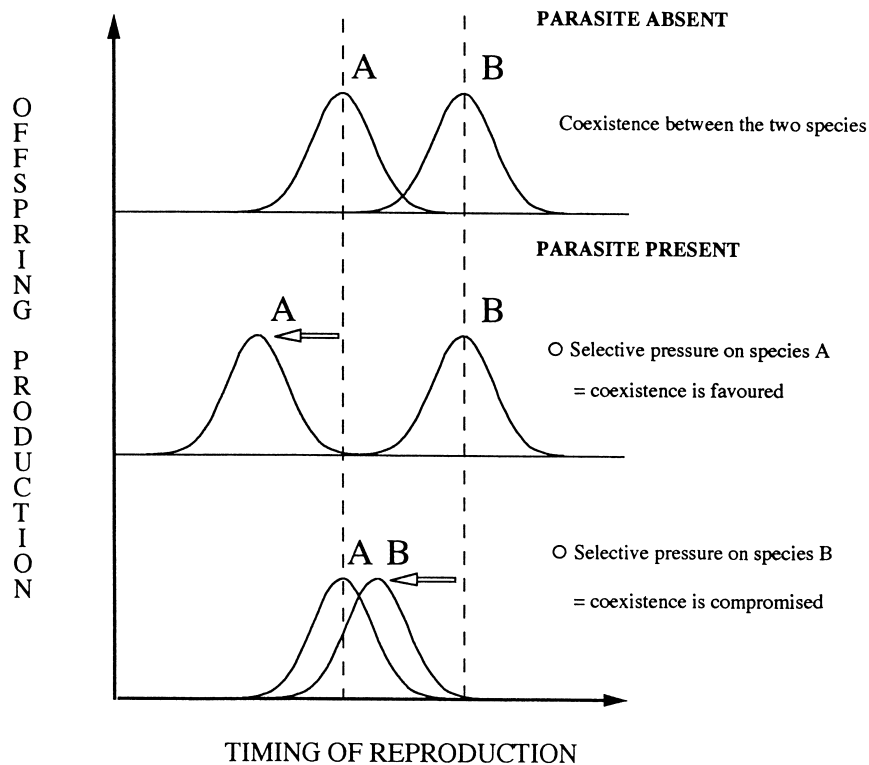 PARASITE ABSENT
A
B
Coexistence between the two species
OFFSPRING PRODUCTION
PARASITE PRESENT
A
B
O Selective pressure on species A
= coexistence is favoured
A B
O Selective pressure on species B
= coexistence is compromised
TIMING OF REPRODUCTION